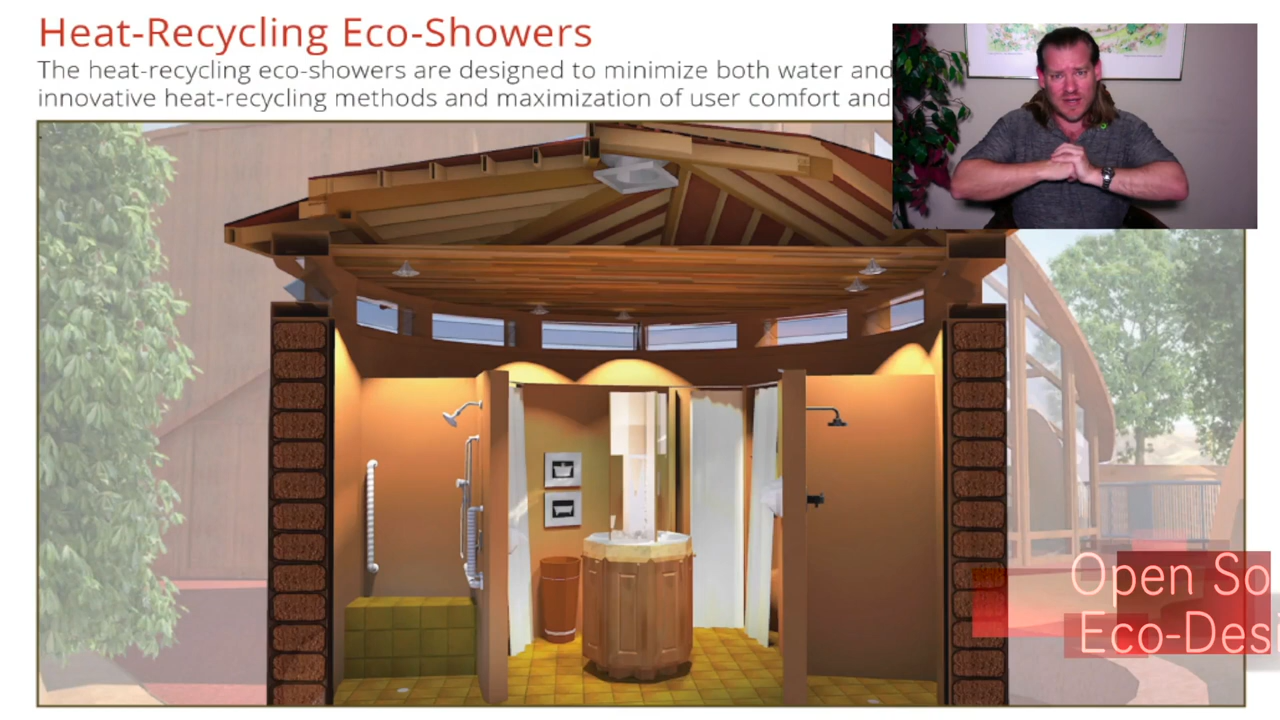 Heat-Recycling Eco-Showers
The heat-recycling eco-showers are designed to minimize both water and
innovative heat-recycling methods and maximization of user comfort and
Open So
Eco-Desi